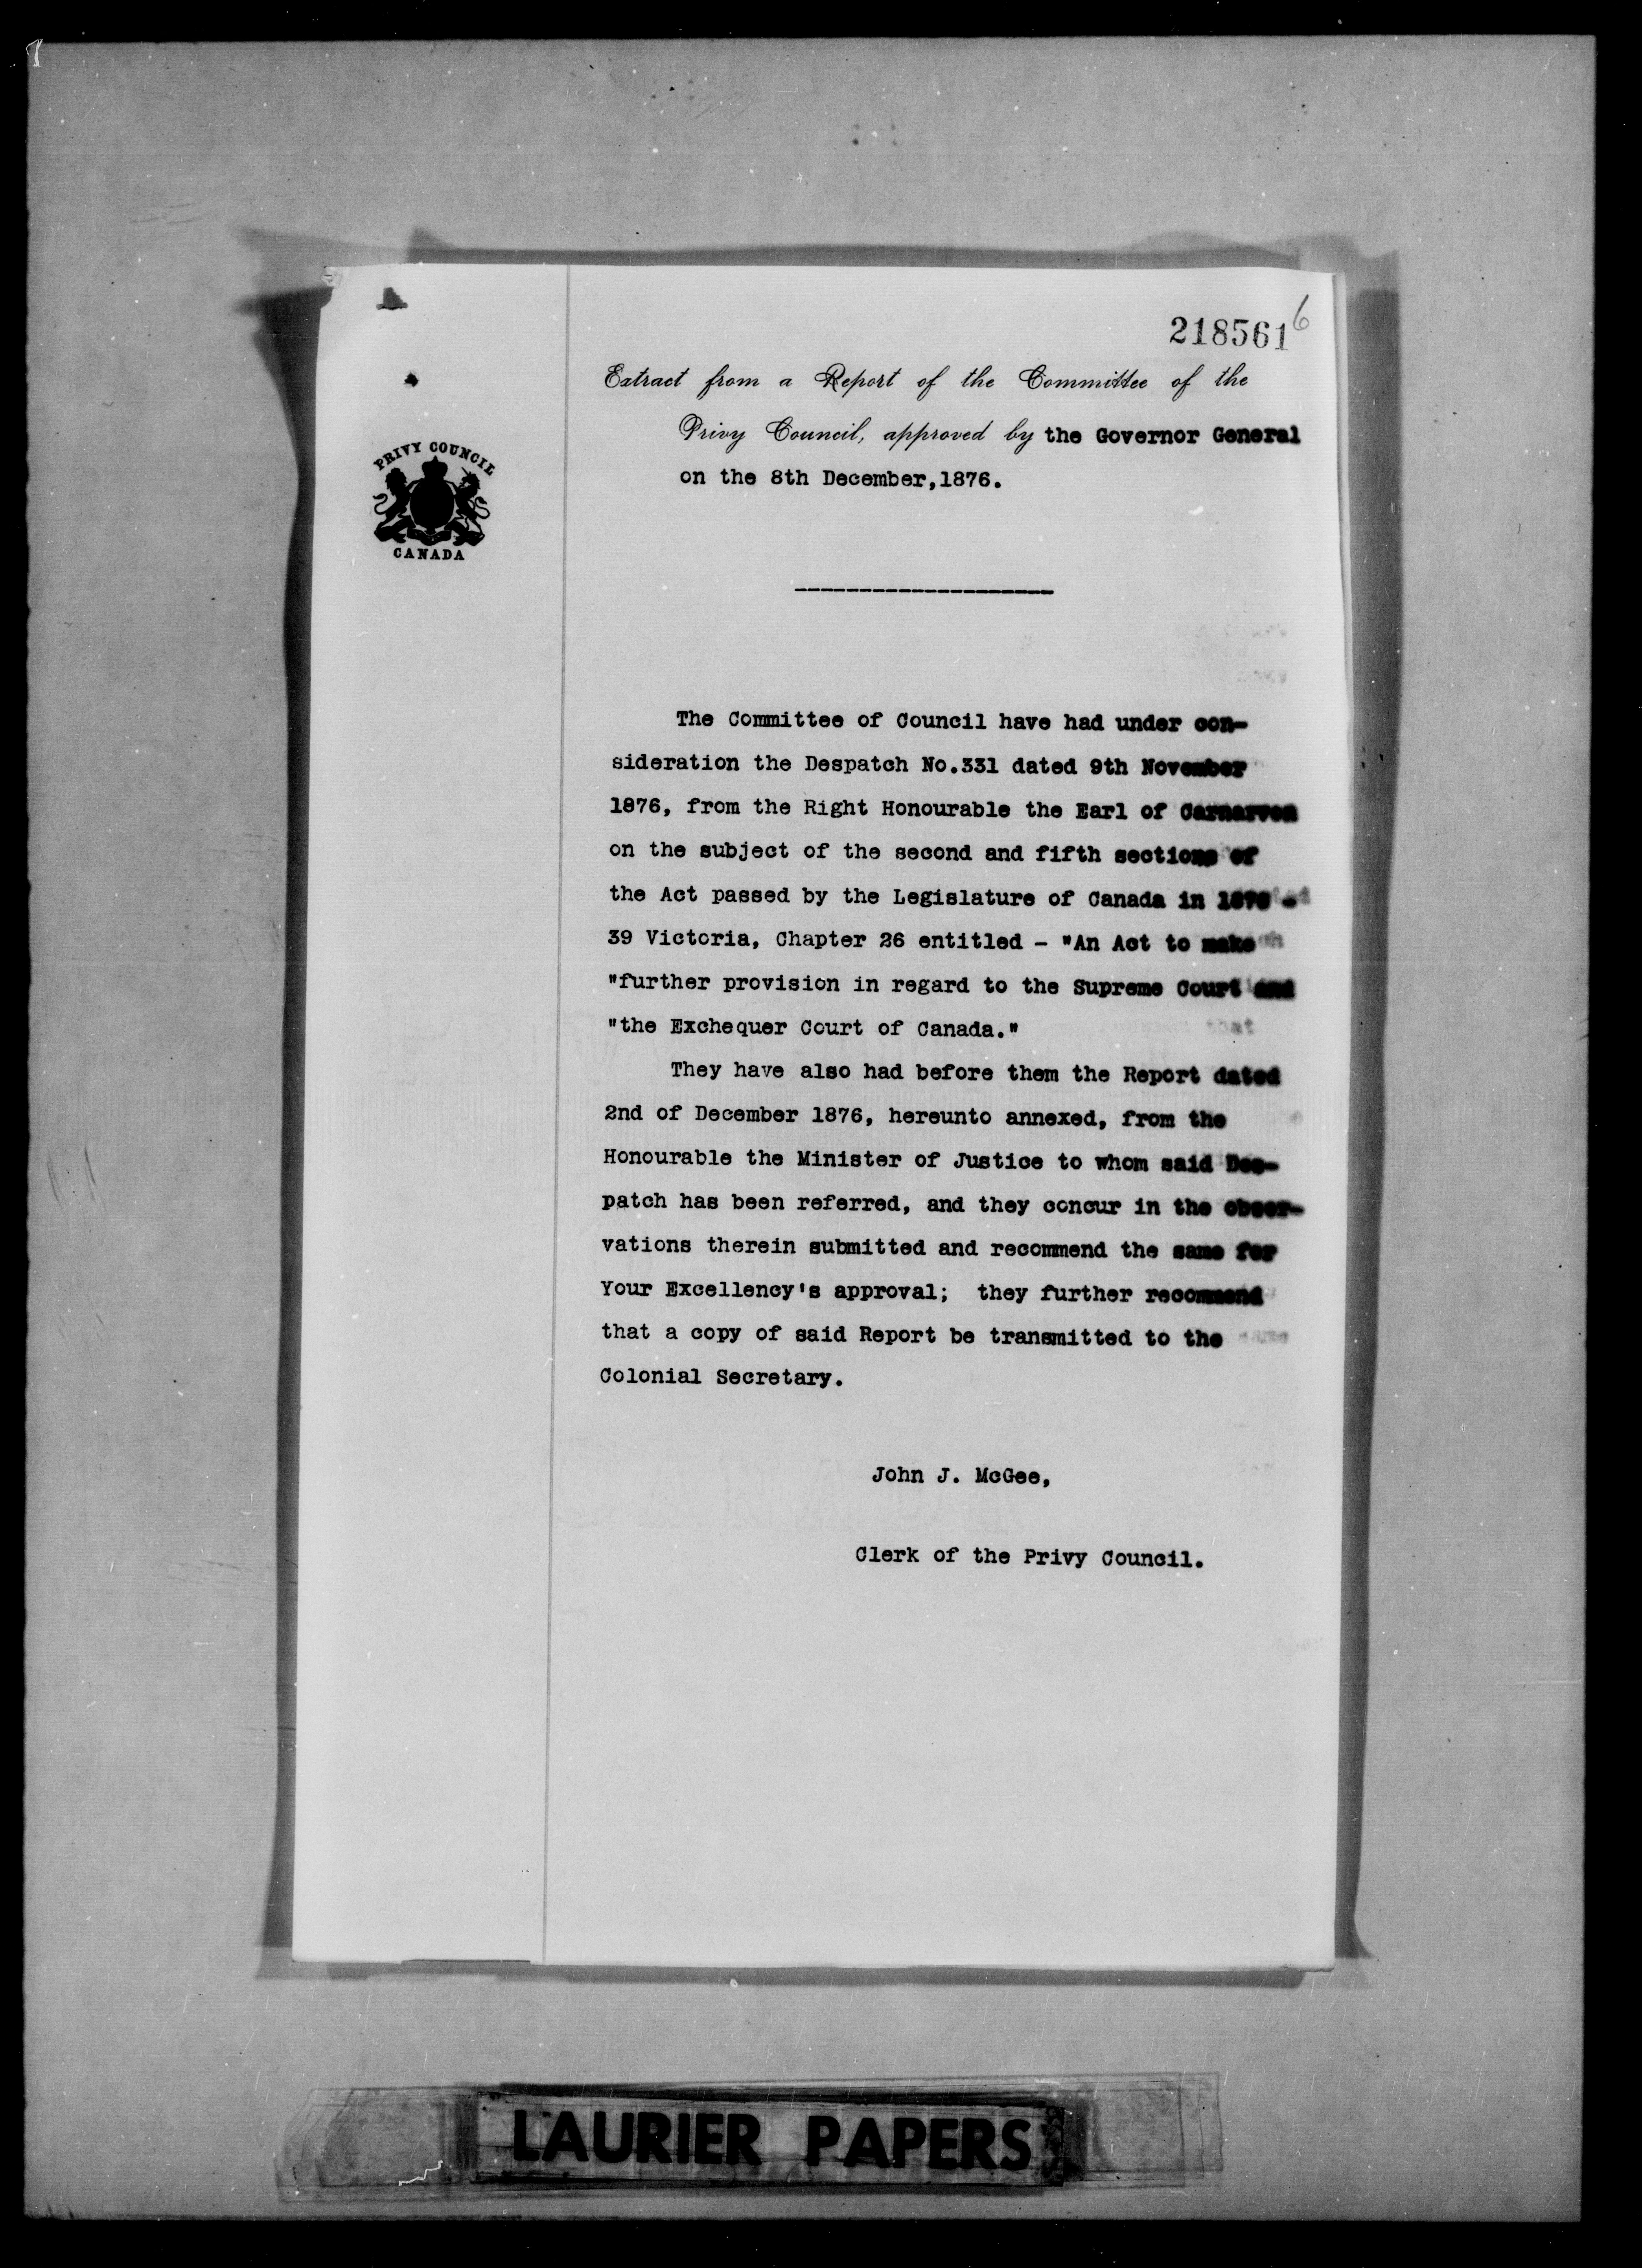 218561
6
Extract from a Report of the Committee of the
Privy Council, approved by the Governor General
on the 8th December,1876.
PRIVY COUNCIL
CANADA
The Committee of Council have had under con-
sideration the Despatch No.331 dated 9th November
1876, from the Right Honourable the Earl of Carnarvon
on the subject of the second and fifth sections of
the Act passed by the Legislature of Canada in 1876 -
39 Victoria, Chapter 26 entitled - "An Act to make
"further provision in regard to the Supreme Court and
"the Exchequer Court of Canada."
They have also had before them the Report dated
2nd of December 1876, hereunto annexed, from the
Honourable the Minister of Justice to whom said Des-
patch has been referred, and they concur in the obser-
vations therein submitted and recommend the same for
Your Excellency's approval; they further recommend
that a copy of said Report be transmitted to the
Colonial Secretary.
John J. McGee,
Clerk of the Privy Council.
LAURIER PAPERS